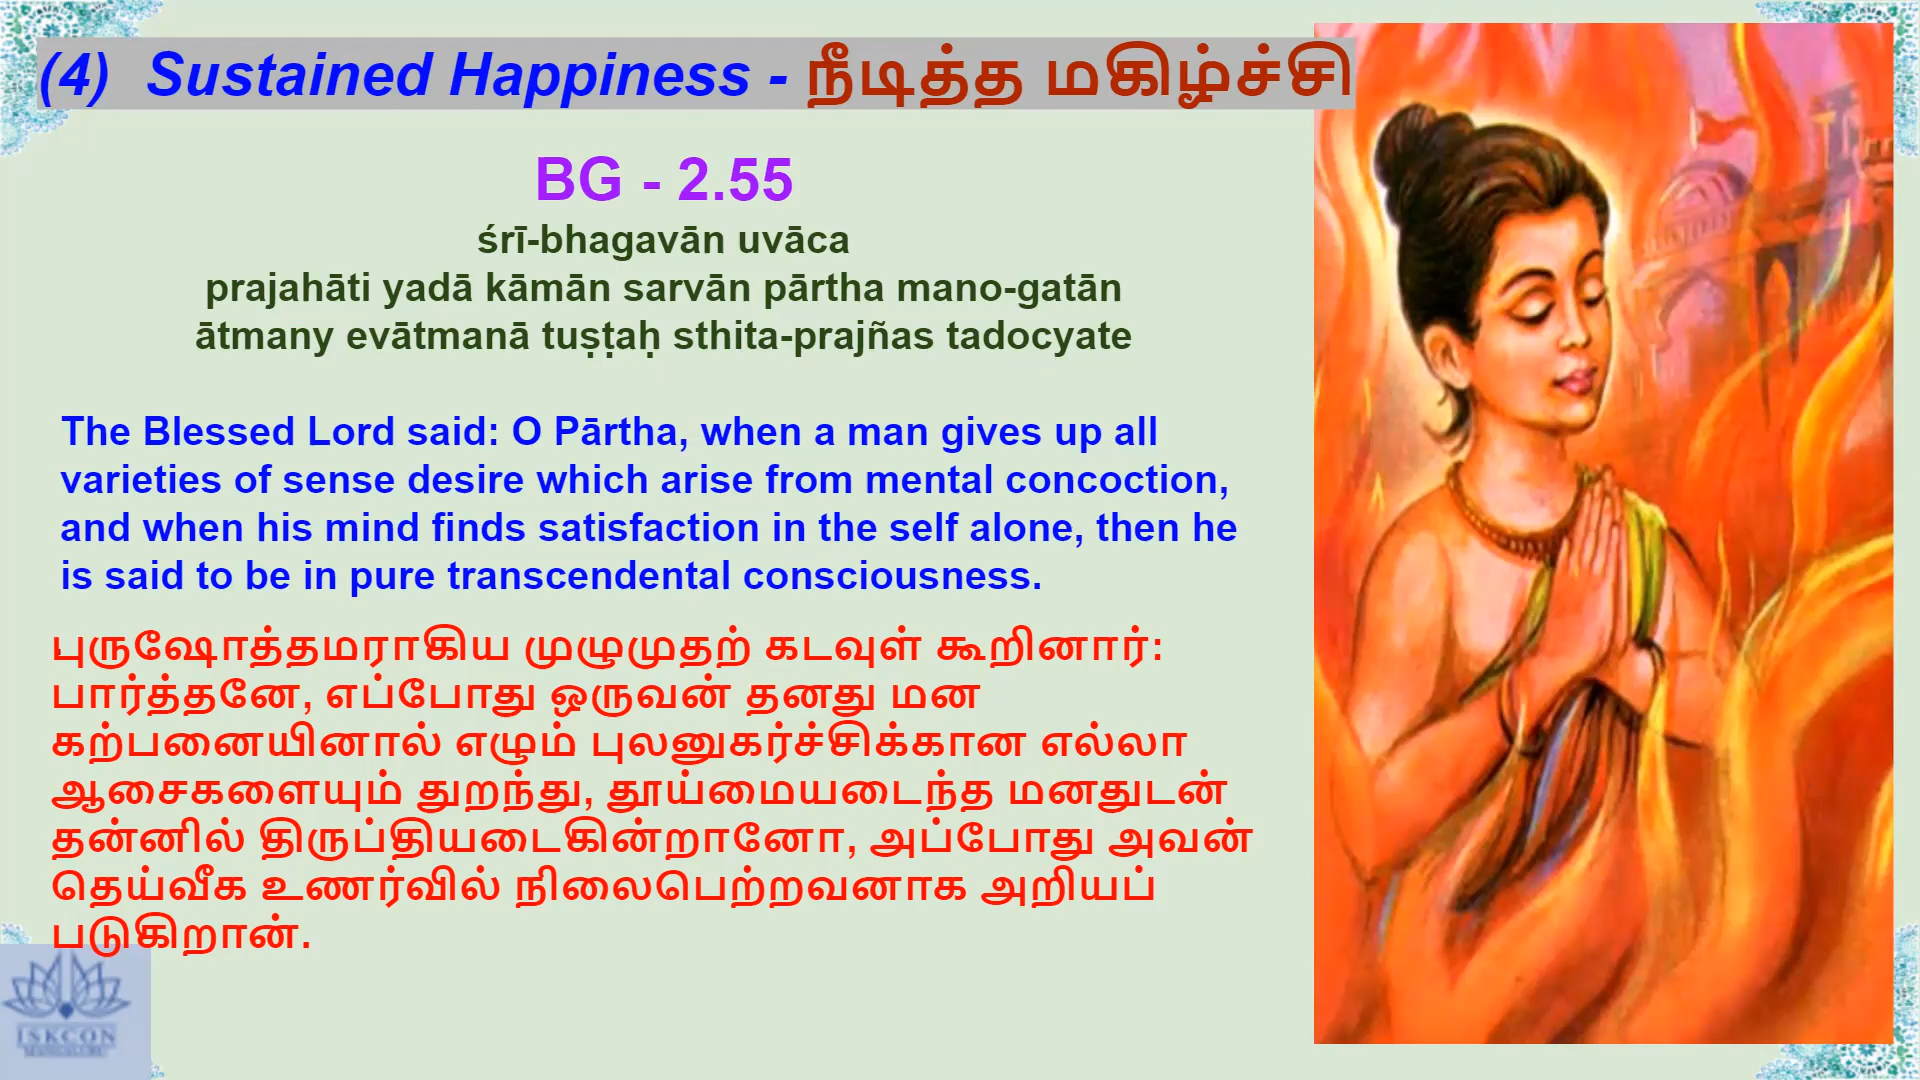 (4) Sustained Happiness - நீடித்த மகிழ்ச்சி
BG - 2.55
śrī-bhagavān uvāca
prajahāti yadā kāmān sarvān pārtha mano-gatān
ātmany evātmanā tuṣṭaḥ sthita-prajñas tadocyate
The Blessed Lord said: O Pārtha, when a man gives up all
varieties of sense desire which arise from mental concoction,
and when his mind finds satisfaction in the self alone, then he
is said to be in pure transcendental consciousness.
புருஷோத்தமராகிய முழுமுதற் கடவுள் கூறினார்:
பார்த்தனே, எப்போது ஒருவன் தனது மன
கற்பனையினால் எழும் புலனுகர்ச்சிக்கான எல்லா
ஆசைகளையும் துறந்து, தூய்மையடைந்த மனதுடன்
தன்னில் திருப்தியடைகின்றானோ, அப்போது அவன்
தெய்வீக உணர்வில் நிலைபெற்றவனாக அறியப்
படுகிறான்.
ISKCON